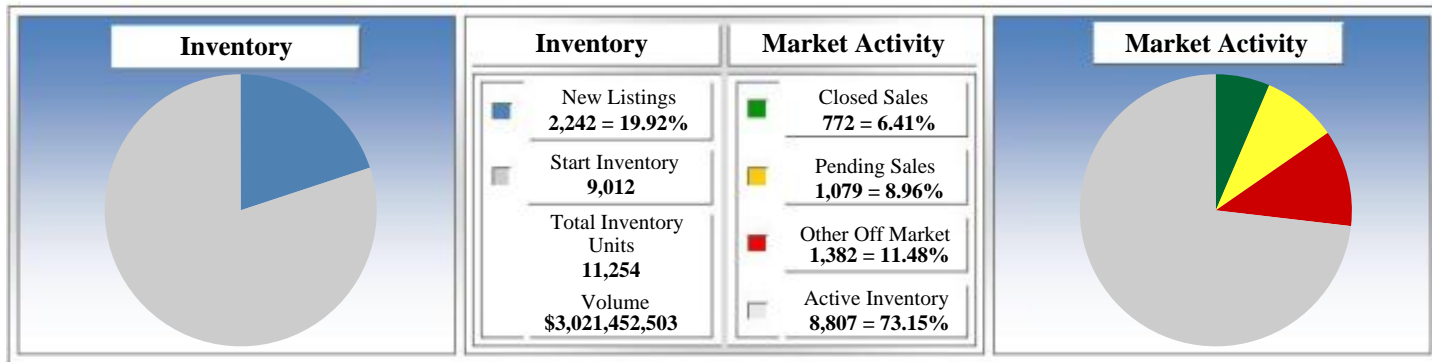 Inventory
Inventory
Market Activity
New Listings
2,242 = 19.92%
Start Inventory
9,012
Total Inventory
Units
11,254
Volume
$3,021,452,503
Closed Sales
772 = 6.41%
Pending Sales
1,079 = 8.96%
Other Off Market
1,382 = 11.48%
Active Inventory
8,807 = 73.15%
Market Activity